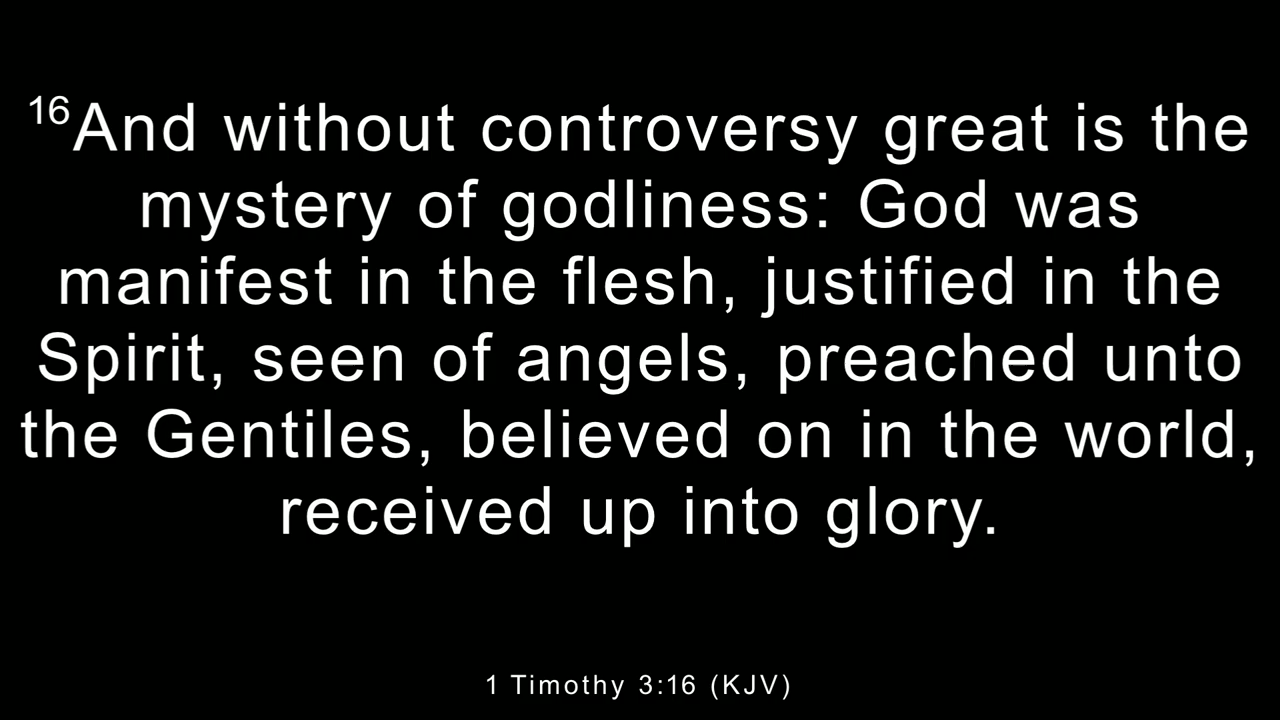 16And without controversy great is the
mystery of godliness: God was
manifest in the flesh, justified in the
Spirit, seen of angels, preached unto
the Gentiles, believed on in the world,
received up into glory.
1 Timothy 3:16 (KJV)